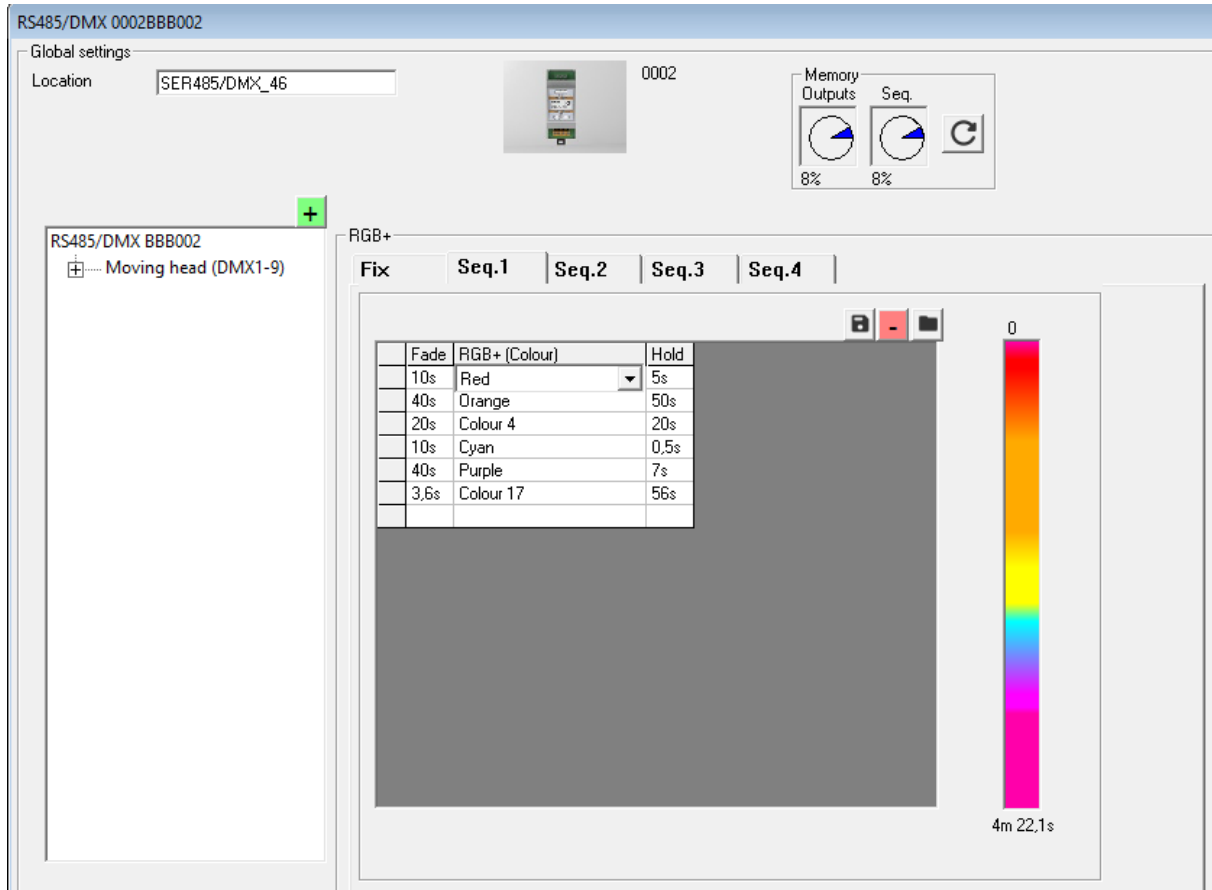 RS485/DMX 0002BBB002
Global settings
Location SER485/DMX_46 0002
Memory
Outputs Seq.
8% 8%
+
RS485/DMX BBB002
Moving head (DMX1-9)
RGB+
Fix Seq.1 Seq.2 Seq.3 Seq.4
-
0
Fade RGB+ (Colour) Hold
10s Red 5s
40s Orange 50s
20s Colour 4 20s
10s Cyan 0,5s
40s Purple 7s
3,6s Colour 17 56s
4m 22,1s